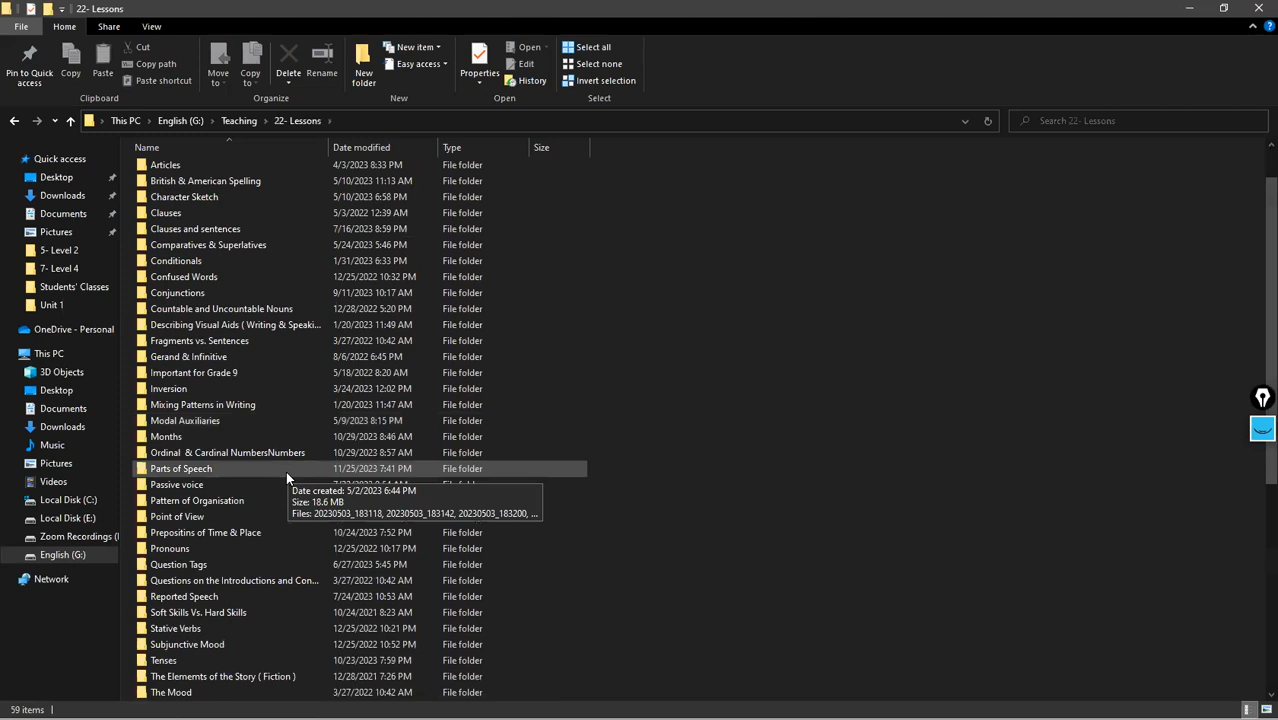 22- Lessons
File Home Share View
Pin to Quick access
Copy
Paste
Cut
Copy path
Paste shortcut
Clipboard
Move to
Copy to
Delete
Rename
Organize
New folder
New item
Easy access
New
Properties
Open
Edit
History
Open
Select all
Select none
Invert selection
Select
This PC > English (G:) > Teaching > 22- Lessons >
Search 22- Lessons
Name Date modified Type Size
Quick access
Desktop
Downloads
Documents
Pictures
5- Level 2
7- Level 4
Students' Classes
Unit 1
OneDrive - Personal
This PC
3D Objects
Desktop
Documents
Downloads
Music
Pictures
Videos
Local Disk (C:)
Local Disk (E:)
Zoom Recordings (
English (G:)
Network
Articles 4/3/2023 8:33 PM File folder
British & American Spelling 5/10/2023 11:13 AM File folder
Character Sketch 5/10/2023 6:58 PM File folder
Clauses 5/3/2022 12:39 AM File folder
Clauses and sentences 7/16/2023 8:59 PM File folder
Comparatives & Superlatives 5/24/2023 5:46 PM File folder
Conditionals 1/31/2023 6:33 PM File folder
Confused Words 12/25/2022 10:32 PM File folder
Conjunctions 9/11/2023 10:17 AM File folder
Countable and Uncountable Nouns 12/28/2022 5:20 PM File folder
Describing Visual Aids ( Writing & Speaki... 1/20/2023 11:49 AM File folder
Fragments vs. Sentences 3/27/2022 10:42 AM File folder
Gerand & Infinitive 8/6/2022 6:45 PM File folder
Important for Grade 9 5/18/2022 8:20 AM File folder
Inversion 3/24/2023 12:02 PM File folder
Mixing Patterns in Writing 1/20/2023 11:47 AM File folder
Modal Auxiliaries 5/9/2023 8:15 PM File folder
Months 10/29/2023 8:46 AM File folder
Ordinal & Cardinal NumbersNumbers 10/29/2023 8:57 AM File folder
Parts of Speech 11/25/2023 7:41 PM File folder
Passive voice File folder
Date created: 5/2/2023 6:44 PM
Size: 18.6 MB
Files: 20230503_183118, 20230503_183142, 20230503_183200, ...
Pattern of Organisation
Point of View
Prepositins of Time & Place 10/24/2023 7:52 PM File folder
Pronouns 12/25/2022 10:17 PM File folder
Question Tags 6/27/2023 5:45 PM File folder
Questions on the Introductions and Con... 3/27/2022 10:42 AM File folder
Reported Speech 7/24/2023 10:53 AM File folder
Soft Skills Vs. Hard Skills 10/24/2021 8:23 AM File folder
Stative Verbs 12/25/2022 10:21 PM File folder
Subjunctive Mood 12/25/2022 10:52 PM File folder
Tenses 10/23/2023 7:59 PM File folder
The Elememts of the Story ( Fiction ) 12/28/2021 7:26 PM File folder
The Mood 3/27/2022 10:42 AM File folder
59 items